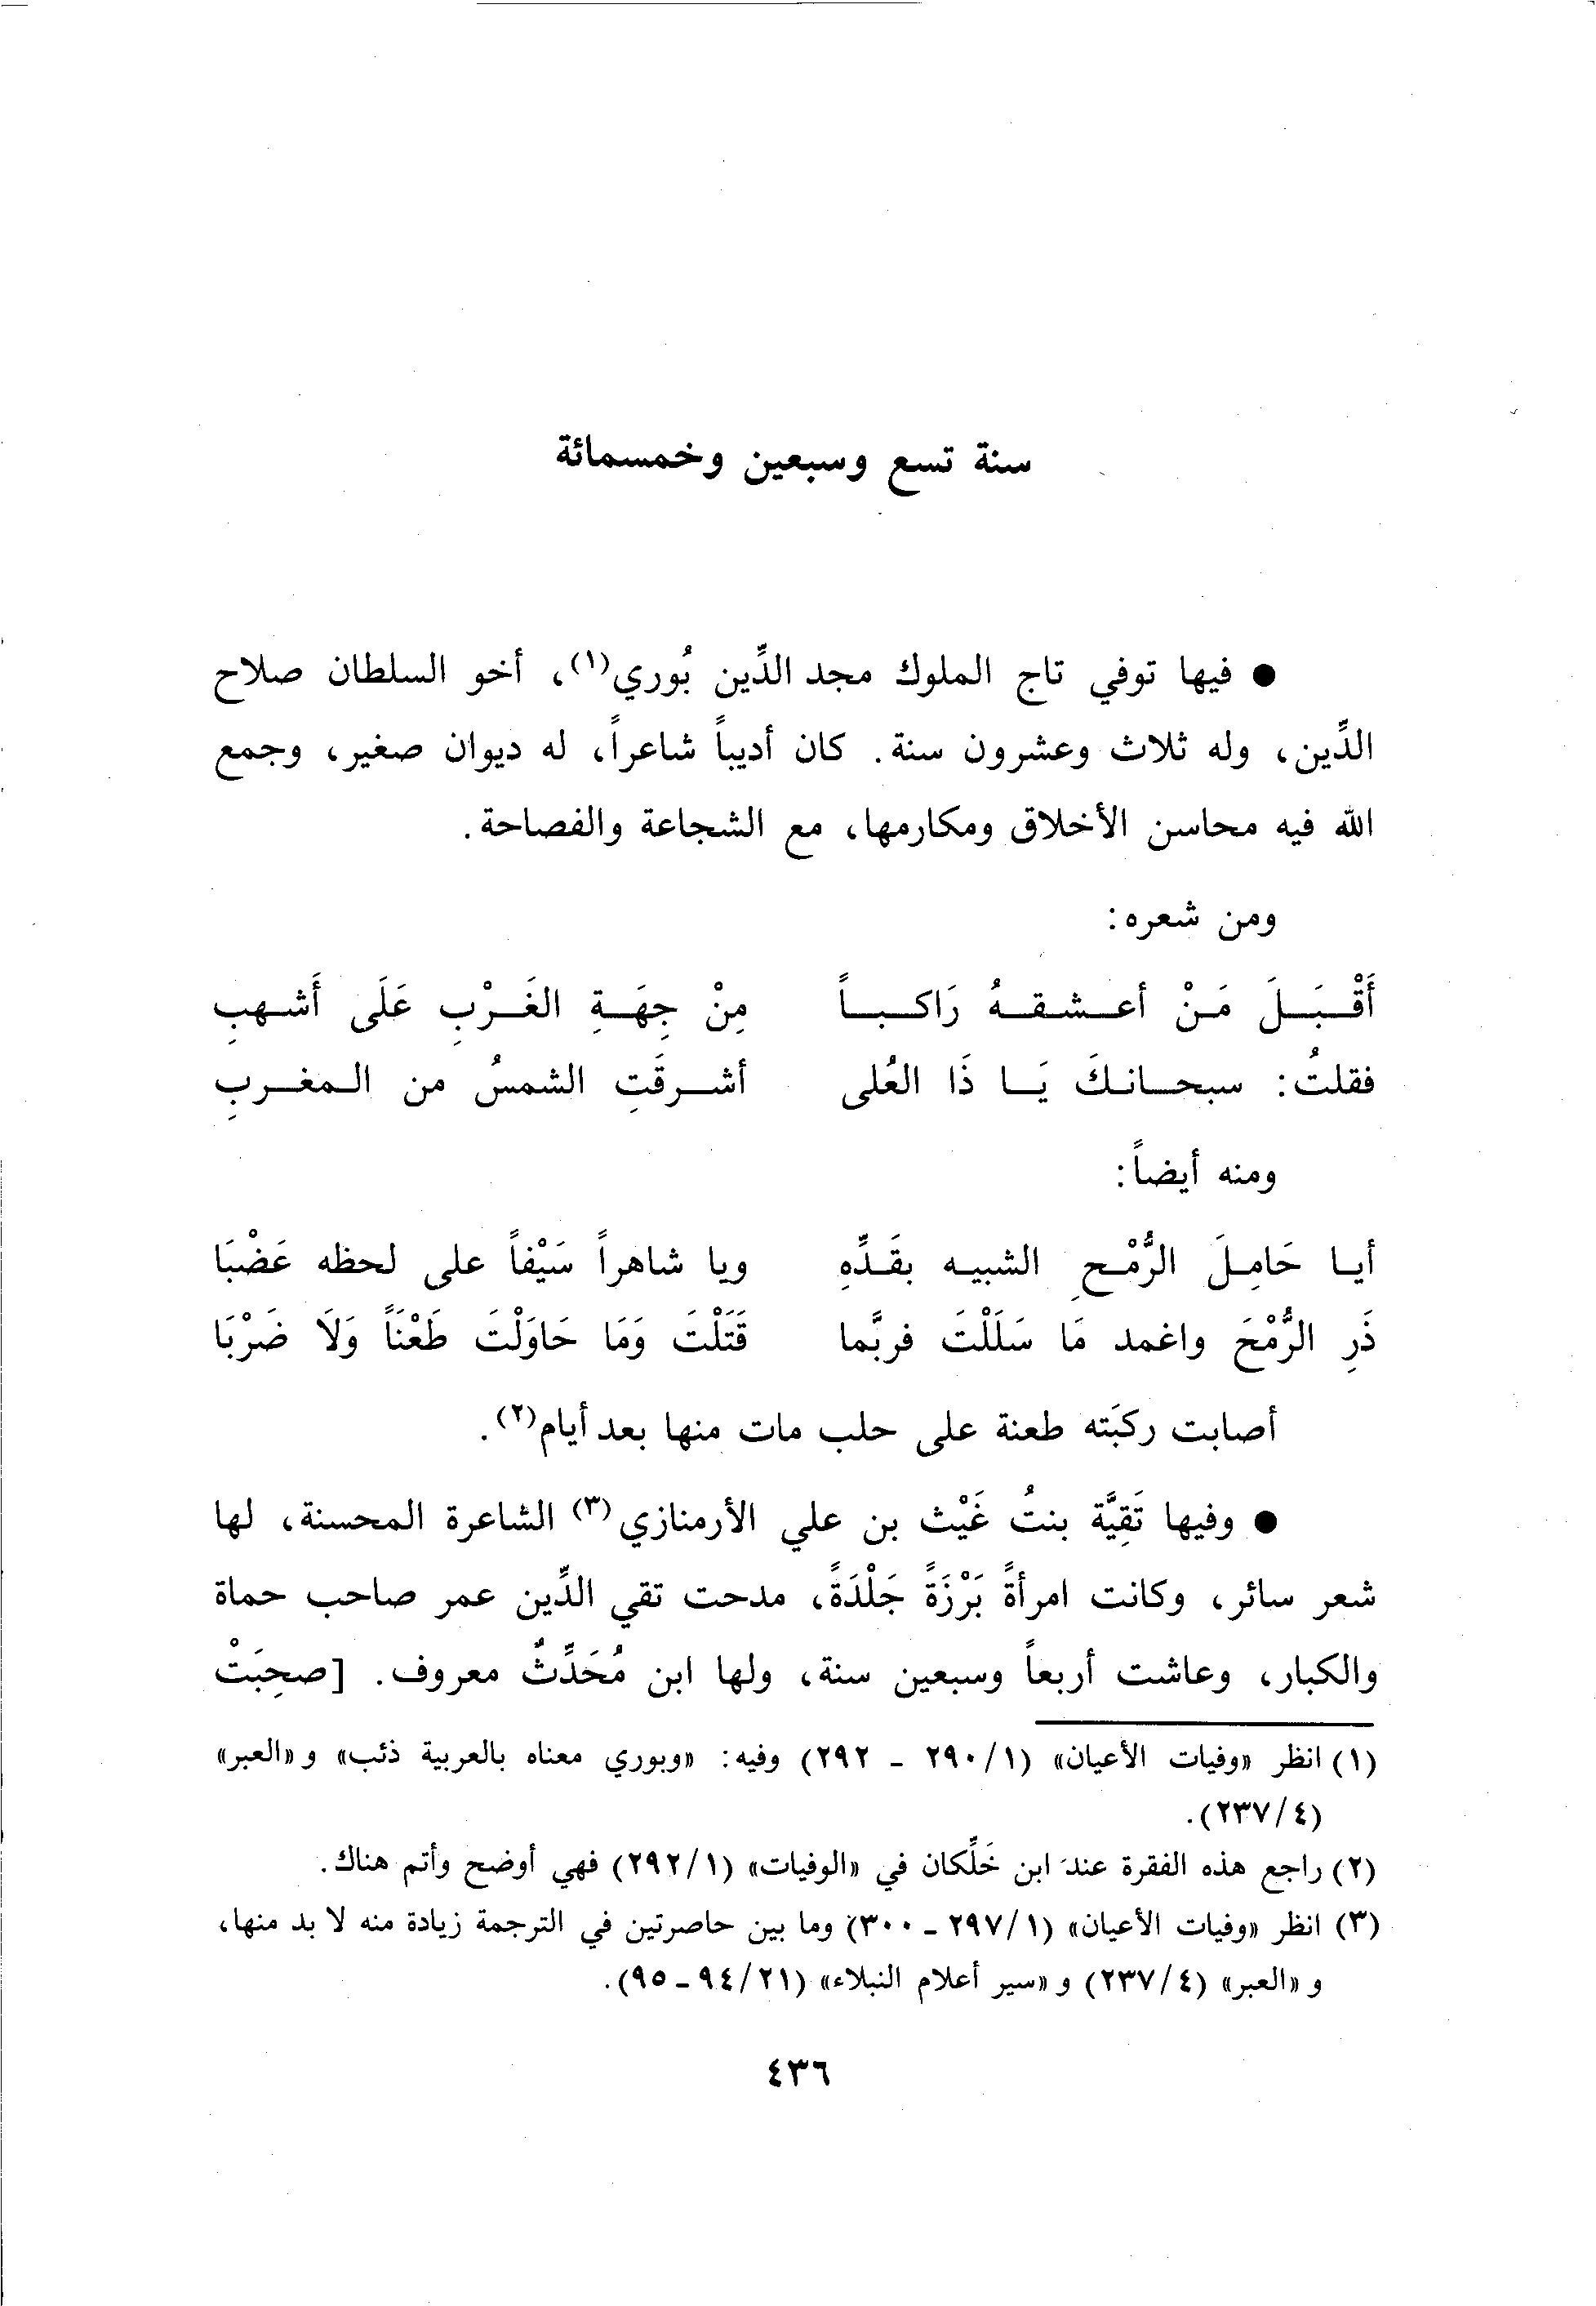 سنة تسع وسبعين وخمسمائة
● فيها توفي تاج الملوك مجد الدِّين بُوري(١)، أخو السلطان صلاح
الدِّين، وله ثلاث وعشرون سنة. كان أديباً شاعراً، له ديوان صغير، وجمع
الله فيه محاسن الأخلاق ومكارمها، مع الشجاعة والفصاحة.
ومن شعره:
أَقْبَلَ مَنْ أعشقهُ رَاكباً مِنْ جِهَةِ الغَرْبِ عَلَى أَشهبِ
فقلتُ: سبحانكَ يَا ذَا العُلى أشرقَتِ الشمسُ من المغربِ
ومنه أيضاً:
أيا حَامِلَ الرُّمْحِ الشبيه بقَدِّهِ ويا شاهراً سَيْفاً على لحظه عَضْبَا
ذَرِ الرُّمْحَ واغمد مَا سَلَلْتَ فربَّما قَتَلْتَ وَمَا حَاوَلْتَ طَعْنَاً وَلَا ضَرْبَا
أصابت ركبَته طعنة على حلب مات منها بعد أيام(٢).
● وفيها تَقِيَّة بنتُ غَيْث بن علي الأرمنازي(٣) الشاعرة المحسنة، لها
شعر سائر، وكانت امرأةً بَرْزَةً جَلْدَةً، مدحت تقي الدِّين عمر صاحب حماة
والكبار، وعاشت أربعاً وسبعين سنة، ولها ابن مُحَدِّثٌ معروف. [صحِبَتْ
(١) انظر «وفيات الأعيان» (١/ ٢٩٠ - ٢٩٢) وفيه: «وبوري معناه بالعربية ذئب» و «العبر»
(٤/ ٢٣٧).
(٢) راجع هذه الفقرة عندَ ابن خَلِّكان في «الوفيات» (١/ ٢٩٢) فهي أوضح وأتم هناك.
(٣) انظر «وفيات الأعيان» (١/ ٢٩٧ - ٣٠٠) وما بين حاصرتين في الترجمة زيادة منه لا بد منها،
و «العبر» (٤/ ٢٣٧) و «سير أعلام النبلاء» (٢١/ ٩٤ - ٩٥).
٤٣٦